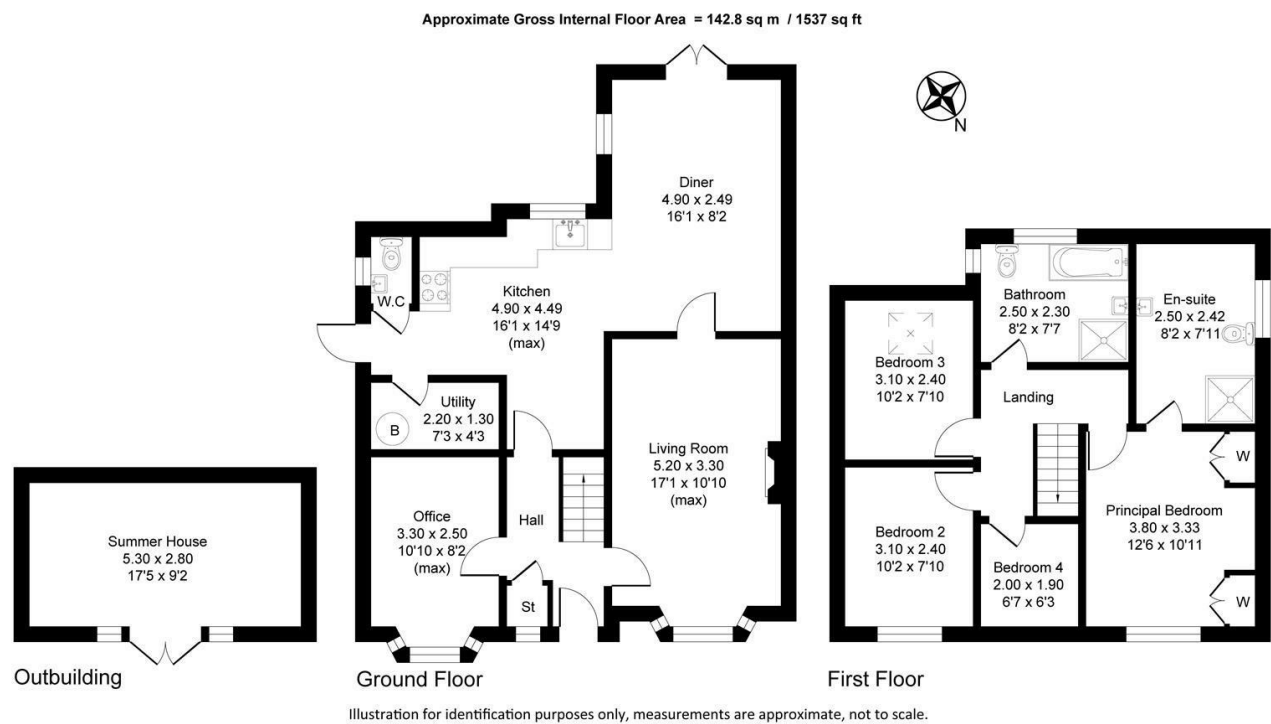 Approximate Gross Internal Floor Area = 142.8 sq m / 1537 sq ft
N
Diner
4.90 x 2.49
16'1 x 8'2
W.C
Kitchen
4.90 x 4.49
16'1 x 14'9
(max)
Utility
2.20 x 1.30
7'3 x 4'3
B
Living Room
5.20 x 3.30
17'1 x 10'10
(max)
Office
3.30 x 2.50
10'10 x 8'2
(max)
Hall
St
Summer House
5.30 x 2.80
17'5 x 9'2
Bathroom
2.50 x 2.30
8'2 x 7'7
En-suite
2.50 x 2.42
8'2 x 7'11
Bedroom 3
3.10 x 2.40
10'2 x 7'10
Landing
W
Principal Bedroom
3.80 x 3.33
12'6 x 10'11
Bedroom 2
3.10 x 2.40
10'2 x 7'10
Bedroom 4
2.00 x 1.90
6'7 x 6'3
W
Outbuilding
Ground Floor
First Floor
Illustration for identification purposes only, measurements are approximate, not to scale.